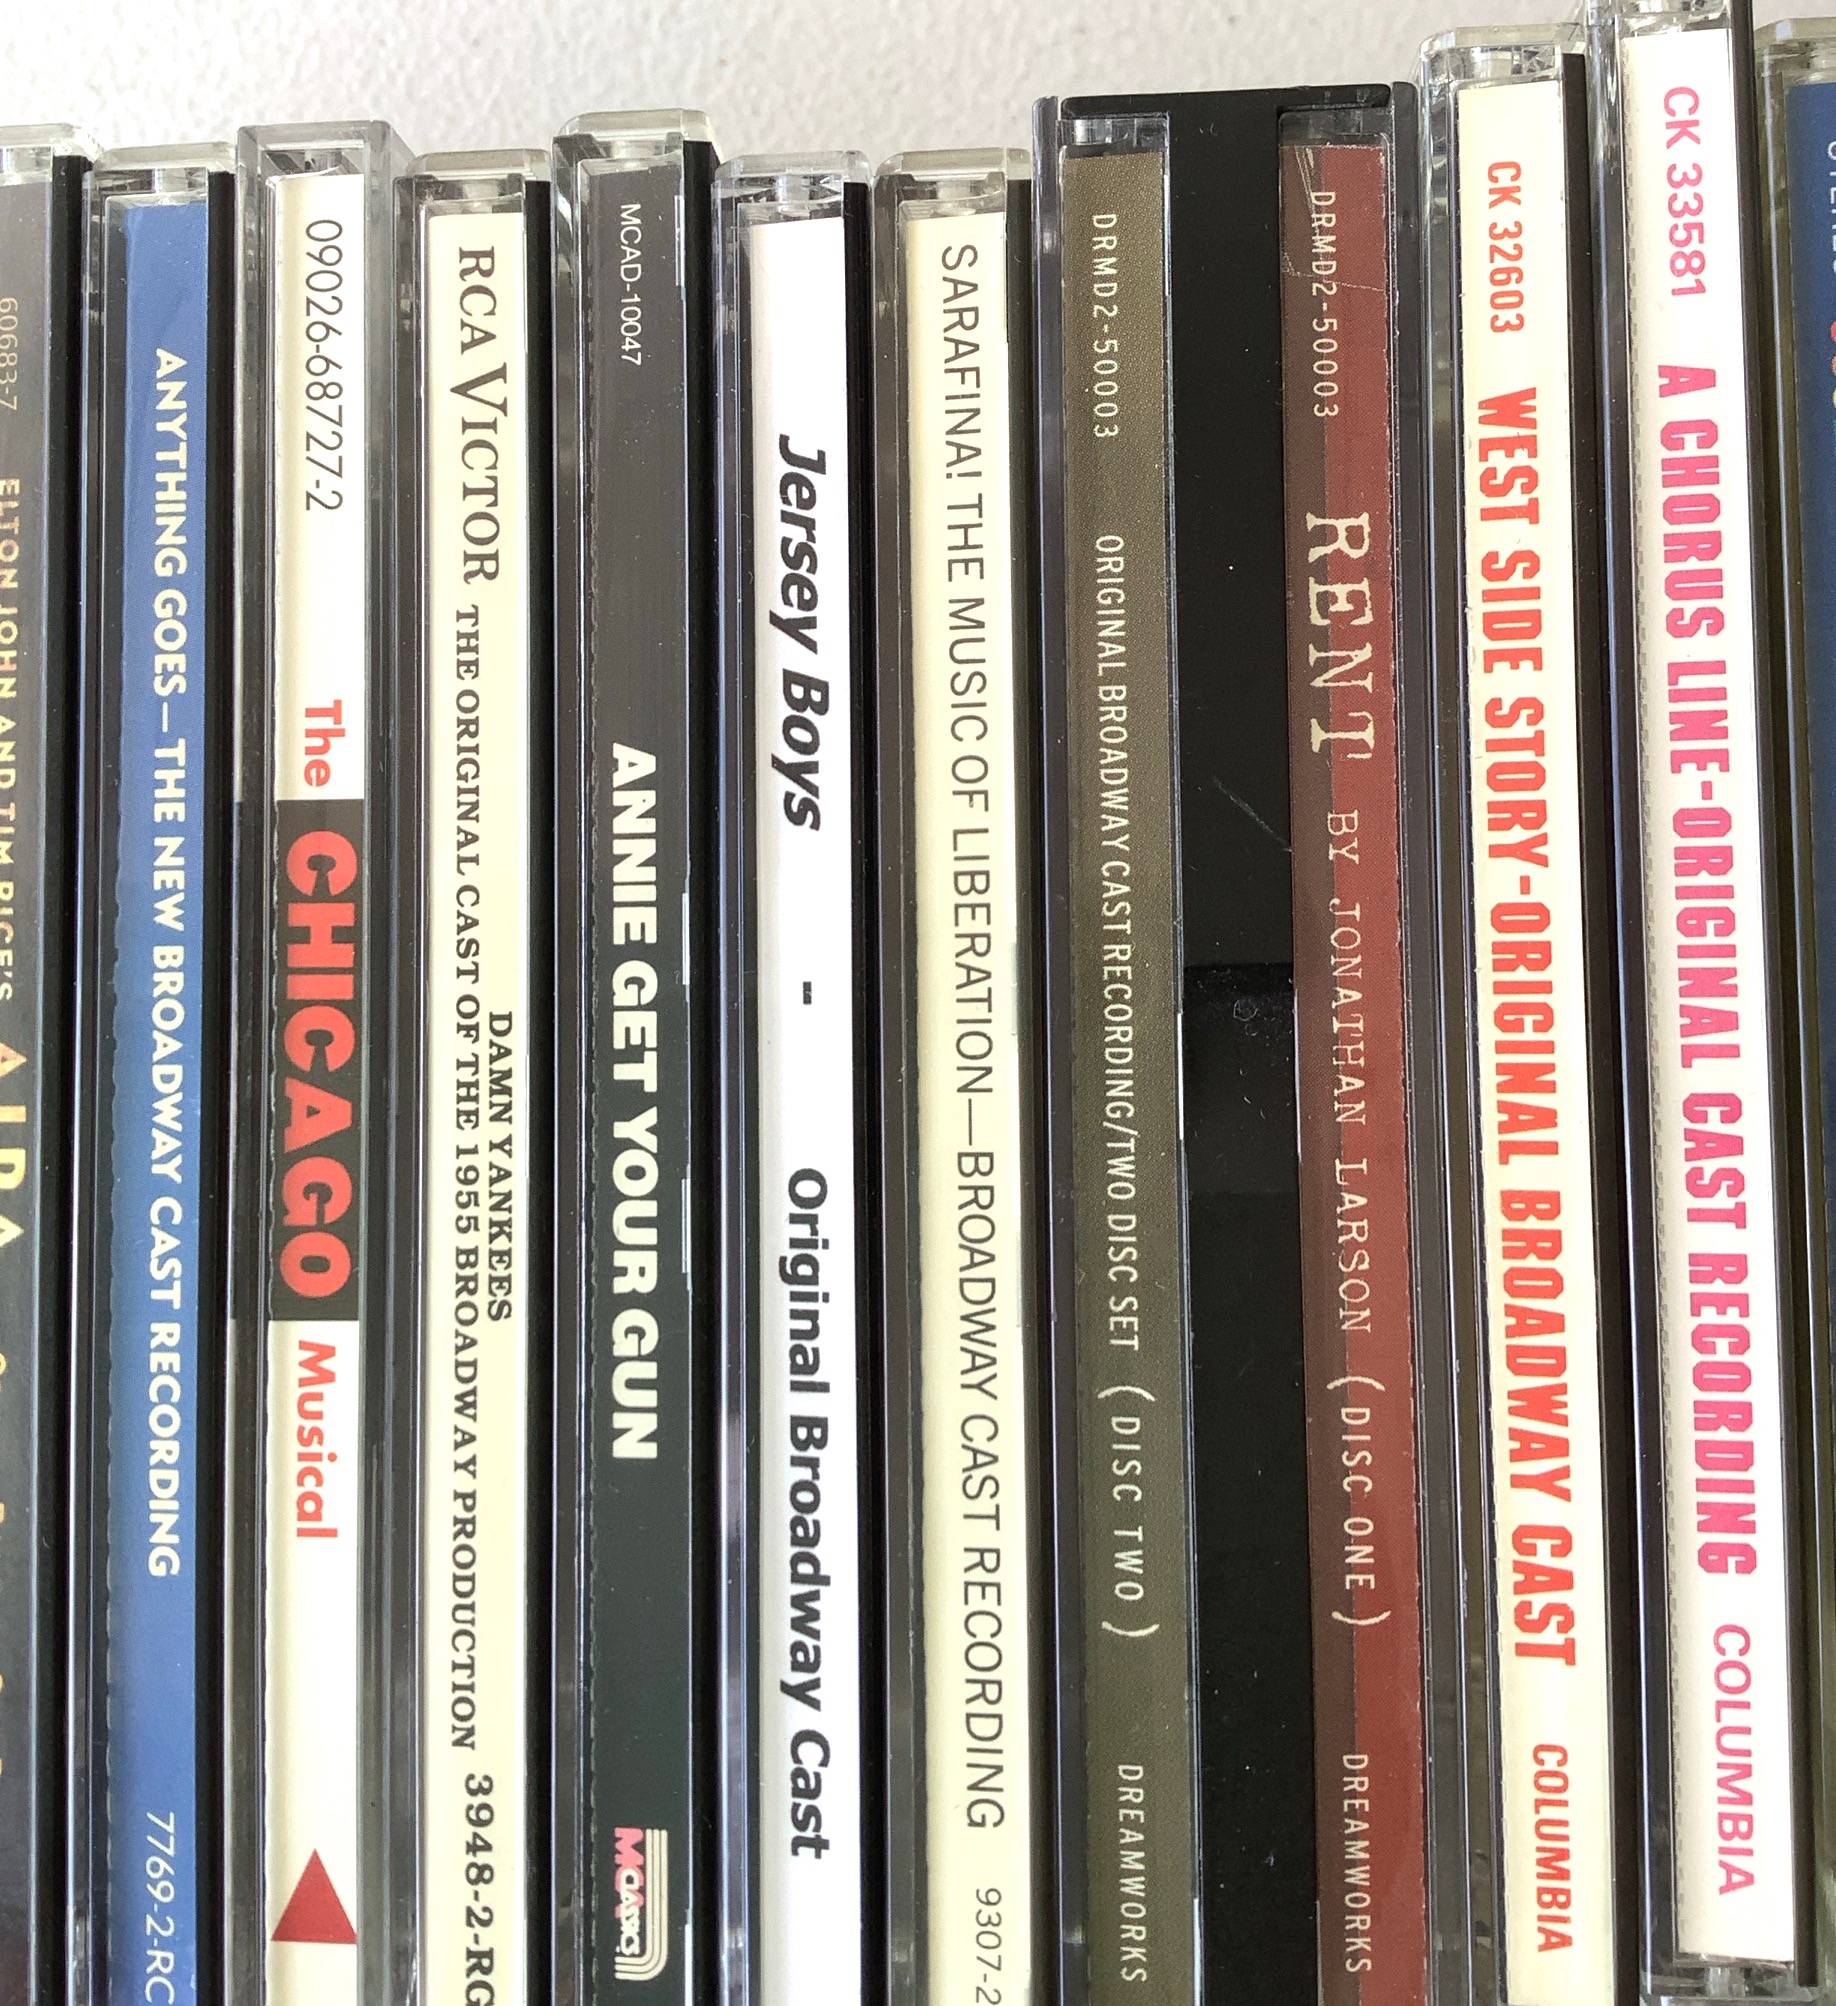 60683-7 ELTON JOHN AND TIM RICE'S AIDA
ANYTHING GOES—THE NEW BROADWAY CAST RECORDING 7769-2-RC
09026-68727-2 The CHICAGO Musical
RCA VICTOR
DAMN YANKEES
THE ORIGINAL CAST OF THE 1955 BROADWAY PRODUCTION 3948-2-RG
MCAD-10047 ANNIE GET YOUR GUN MCA CLASSICS
Jersey Boys - Original Broadway Cast
SARAFINA! THE MUSIC OF LIBERATION—BROADWAY CAST RECORDING 9307-2
DRMD2-50003 ORIGINAL BROADWAY CAST RECORDING/TWO DISC SET (DISC TWO) DREAMWORKS
DRMD2-50003 RENT BY JONATHAN LARSON (DISC ONE) DREAMWORKS
CK 32603 WEST SIDE STORY-ORIGINAL BROADWAY CAST COLUMBIA
CK 33581 A CHORUS LINE-ORIGINAL CAST RECORDING COLUMBIA